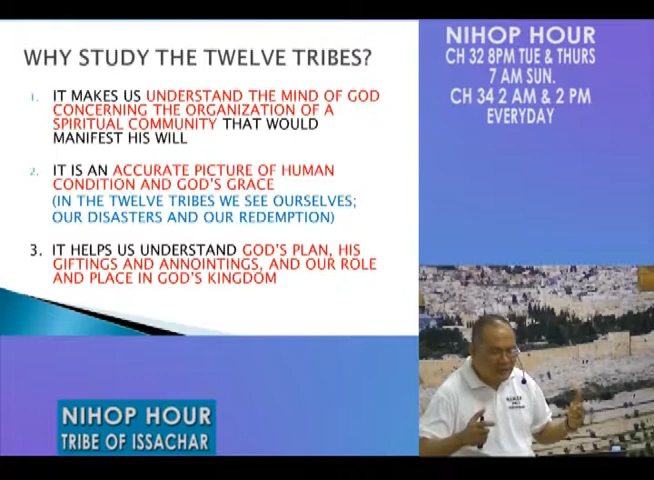 WHY STUDY THE TWELVE TRIBES?
1. IT MAKES US UNDERSTAND THE MIND OF GOD
CONCERNING THE ORGANIZATION OF A
SPIRITUAL COMMUNITY THAT WOULD
MANIFEST HIS WILL
2. IT IS AN ACCURATE PICTURE OF HUMAN
CONDITION AND GOD'S GRACE
(IN THE TWELVE TRIBES WE SEE OURSELVES;
OUR DISASTERS AND OUR REDEMPTION)
3. IT HELPS US UNDERSTAND GOD'S PLAN, HIS
GIFTINGS AND ANNOINTINGS, AND OUR ROLE
AND PLACE IN GOD'S KINGDOM
NIHOP HOUR
CH 32 8PM TUE & THURS
7 AM SUN.
CH 34 2 AM & 2 PM
EVERYDAY
NIHOP HOUR
TRIBE OF ISSACHAR